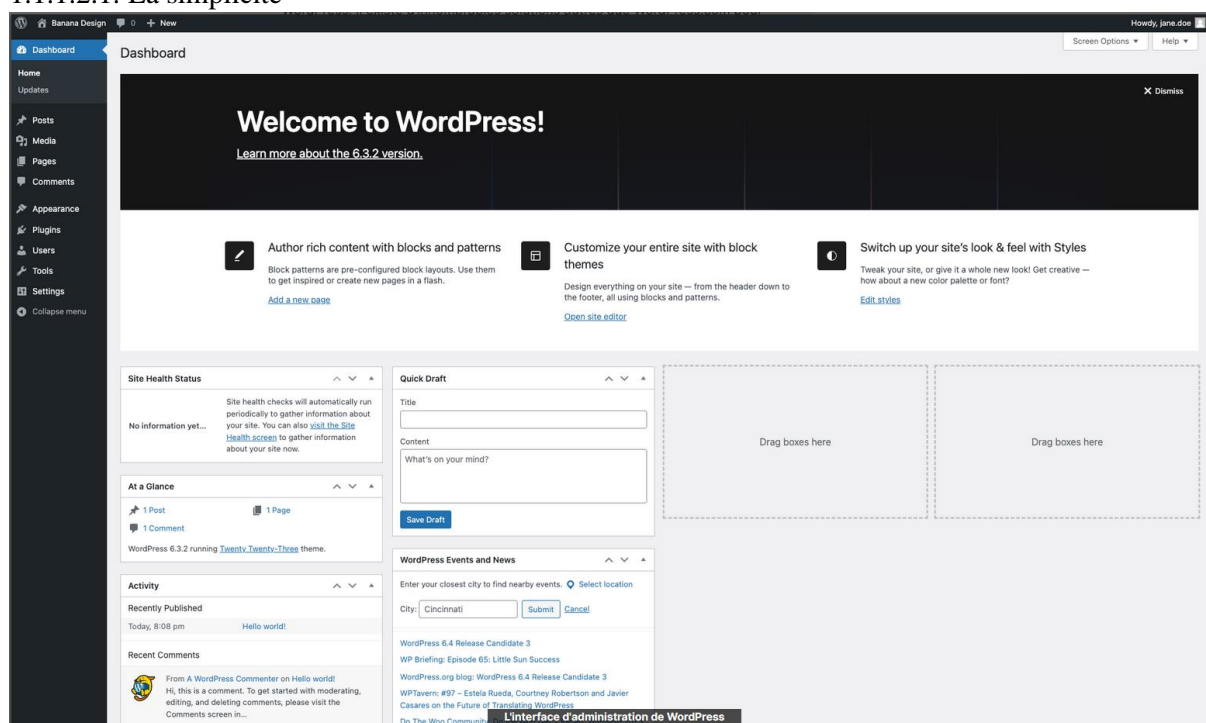 1.1.1.2.1. La simplicité
Banana Design
0
New
Howdy, jane.doe
Screen Options
Help
Dashboard
Home
Updates
Posts
Media
Pages
Comments
Appearance
Plugins
Users
Tools
Settings
Collapse menu
Dashboard
Dismiss
Welcome to WordPress!
Learn more about the 6.3.2 version.
Author rich content with blocks and patterns
Block patterns are pre-configured block layouts. Use them
to get inspired or create new pages in a flash.
Add a new page
Customize your entire site with block
themes
Design everything on your site — from the header down to
the footer, all using blocks and patterns.
Open site editor
Switch up your site's look & feel with Styles
Tweak your site, or give it a whole new look! Get creative —
how about a new color palette or font?
Edit styles
Site Health Status
No information yet...
Site health checks will automatically run
periodically to gather information about
your site. You can also visit the Site
Health screen to gather information
about your site now.
At a Glance
1 Post
1 Page
1 Comment
WordPress 6.3.2 running Twenty Twenty-Three theme.
Activity
Recently Published
Today, 8:08 pm Hello world!
Recent Comments
From A WordPress Commenter on Hello world!
Hi, this is a comment. To get started with moderating,
editing, and deleting comments, please visit the
Comments screen in...
Quick Draft
Title
Content
What's on your mind?
Save Draft
WordPress Events and News
Enter your closest city to find nearby events. Select location
City: Cincinnati Submit Cancel
WordPress 6.4 Release Candidate 3
WP Briefing: Episode 65: Little Sun Success
WordPress.org blog: WordPress 6.4 Release Candidate 3
WPTavern: #97 – Estela Rueda, Courtney Robertson and Javier
Casares on the Future of Translating WordPress
Do The Woo Community
Drag boxes here
Drag boxes here
L'interface d'administration de WordPress